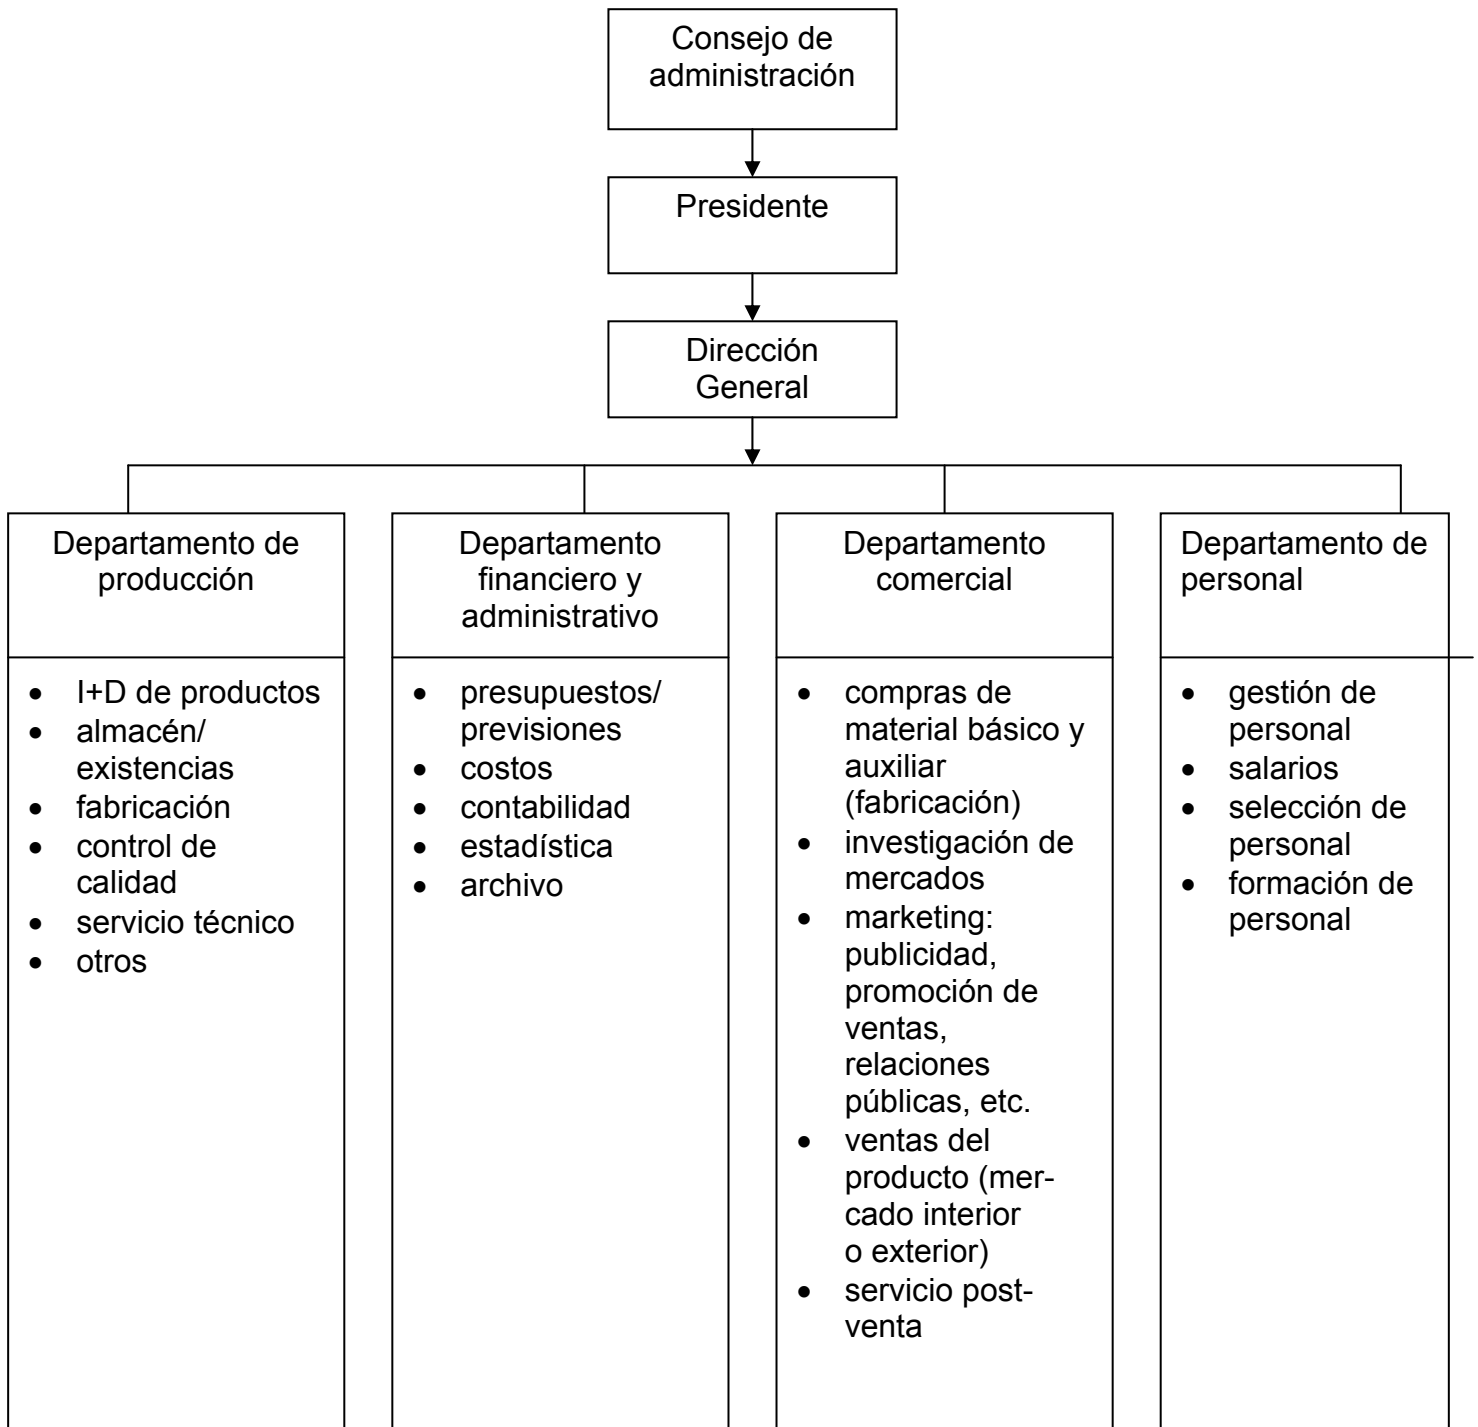 Consejo de
administración
Presidente
Dirección
General
Departamento de
producción
• I+D de productos
• almacén/
existencias
• fabricación
• control de
calidad
• servicio técnico
• otros
Departamento
financiero y
administrativo
• presupuestos/
previsiones
• costos
• contabilidad
• estadística
• archivo
Departamento
comercial
• compras de
material básico y
auxiliar
(fabricación)
• investigación de
mercados
• marketing:
publicidad,
promoción de
ventas,
relaciones
públicas, etc.
• ventas del
producto (mer-
cado interior
o exterior)
• servicio post-
venta
Departamento de
personal
• gestión de
personal
• salarios
• selección de
personal
• formación de
personal